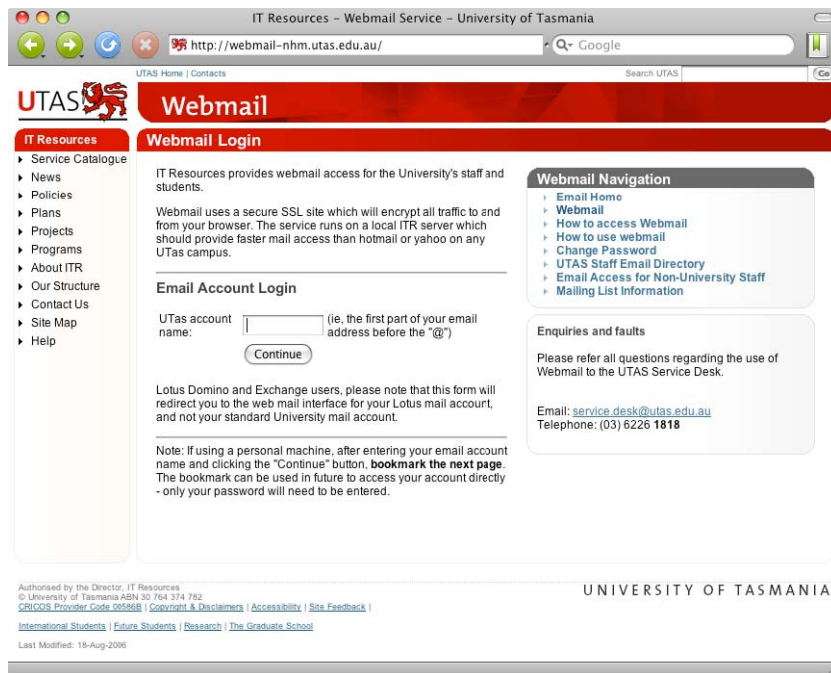 IT Resources – Webmail Service – University of Tasmania
http://webmail-nhm.utas.edu.au/
Google
UTAS Home | Contacts
Search UTAS
Go
UTAS
Webmail
IT Resources
Service Catalogue
News
Policies
Plans
Projects
Programs
About ITR
Our Structure
Contact Us
Site Map
Help
Webmail Login
IT Resources provides webmail access for the University's staff and
students.
Webmail uses a secure SSL site which will encrypt all traffic to and
from your browser. The service runs on a local ITR server which
should provide faster mail access than hotmail or yahoo on any
UTas campus.
Email Account Login
UTas account
name:
(ie, the first part of your email
address before the "@")
Continue
Lotus Domino and Exchange users, please note that this form will
redirect you to the web mail interface for your Lotus mail account,
and not your standard University mail account.
Note: If using a personal machine, after entering your email account
name and clicking the "Continue" button, bookmark the next page.
The bookmark can be used in future to access your account directly
- only your password will need to be entered.
Webmail Navigation
Email Home
Webmail
How to access Webmail
How to use webmail
Change Password
UTAS Staff Email Directory
Email Access for Non-University Staff
Mailing List Information
Enquiries and faults
Please refer all questions regarding the use of
Webmail to the UTAS Service Desk.
Email: service.desk@utas.edu.au
Telephone: (03) 6226 1818
Authorised by the Director, IT Resources
© University of Tasmania ABN 30 764 374 782
CRICOS Provider Code 00586B | Copyright & Disclaimers | Accessibility | Site Feedback |
International Students | Future Students | Research | The Graduate School
Last Modified: 18-Aug-2006
UNIVERSITY OF TASMANIA